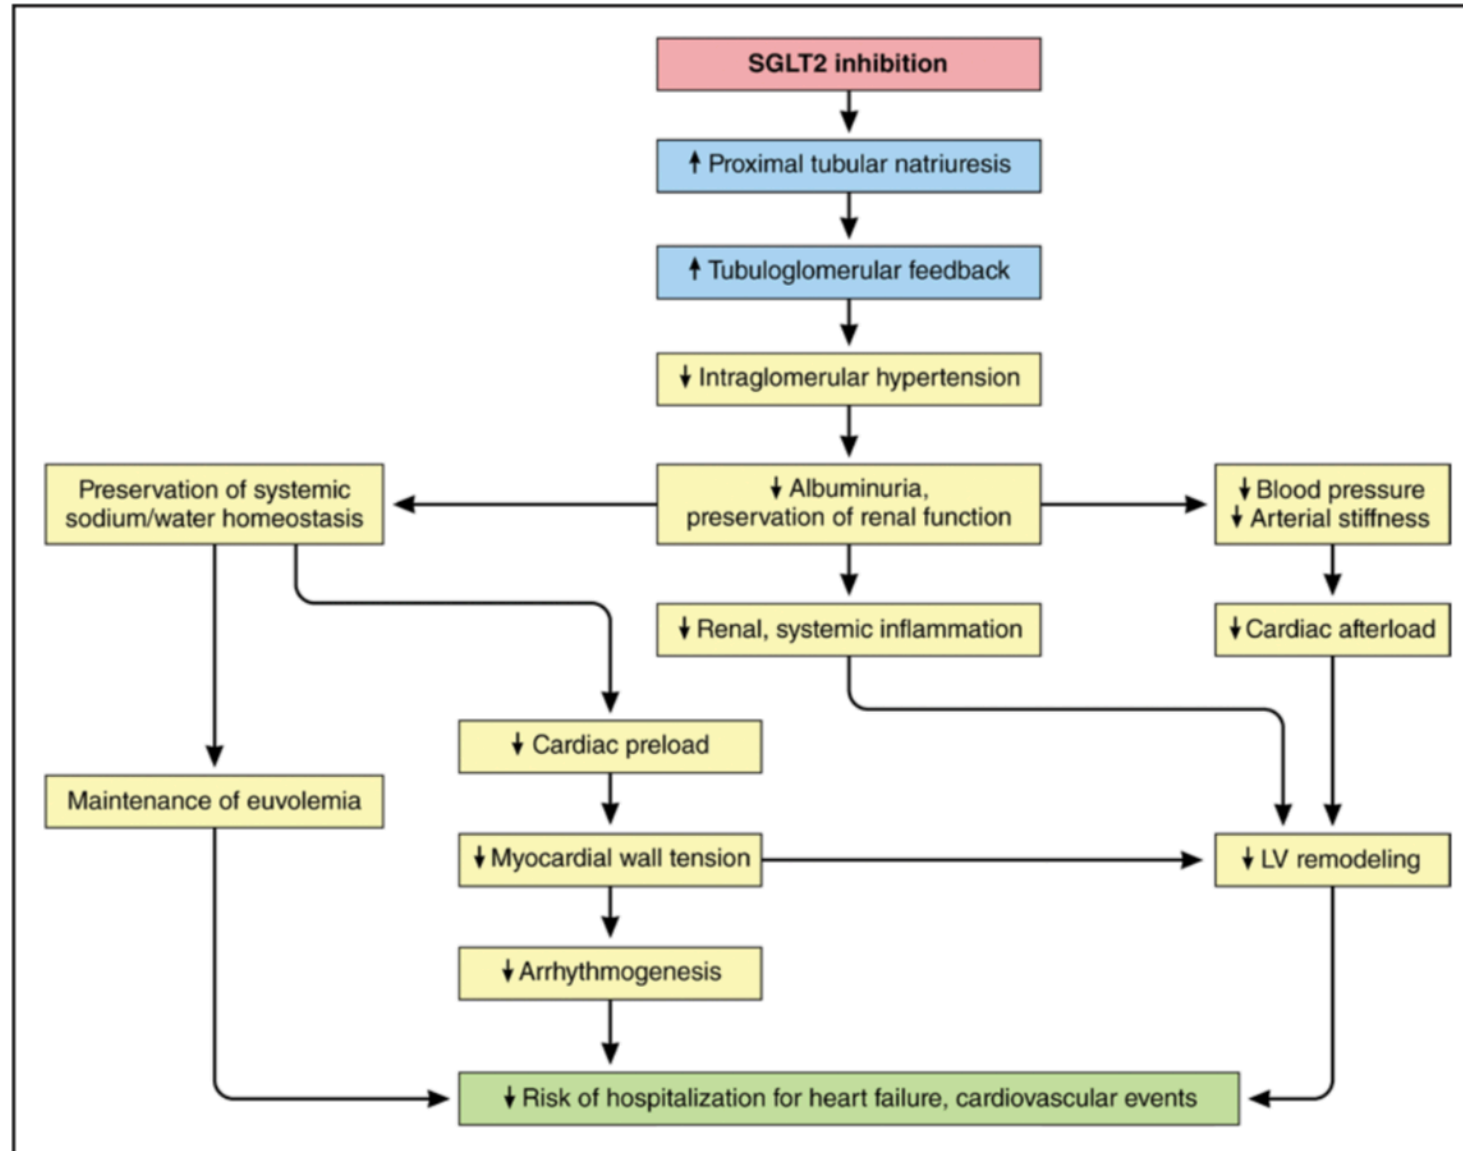 SGLT2 inhibition
↑ Proximal tubular natriuresis
↑ Tubuloglomerular feedback
↓ Intraglomerular hypertension
Preservation of systemic
sodium/water homeostasis
↓ Albuminuria,
preservation of renal function
↓ Blood pressure
↓ Arterial stiffness
↓ Renal, systemic inflammation
↓ Cardiac afterload
↓ Cardiac preload
Maintenance of euvolemia
↓ Myocardial wall tension
↓ LV remodeling
↓ Arrhythmogenesis
↓ Risk of hospitalization for heart failure, cardiovascular events